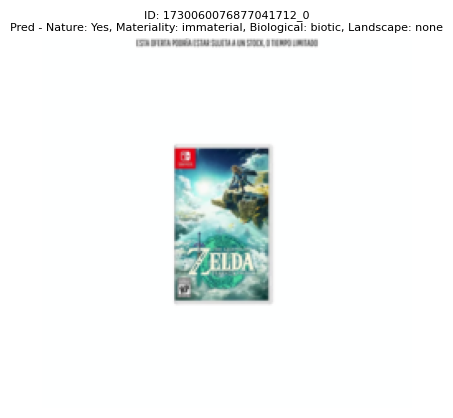 ID: 1730060076877041712_0
Pred - Nature: Yes, Materiality: immaterial, Biological: biotic, Landscape: none
ESTA OFERTA PODRÍA ESTAR SUJETA A UN STOCK, O TIEMPO LIMITADO
ZELDA